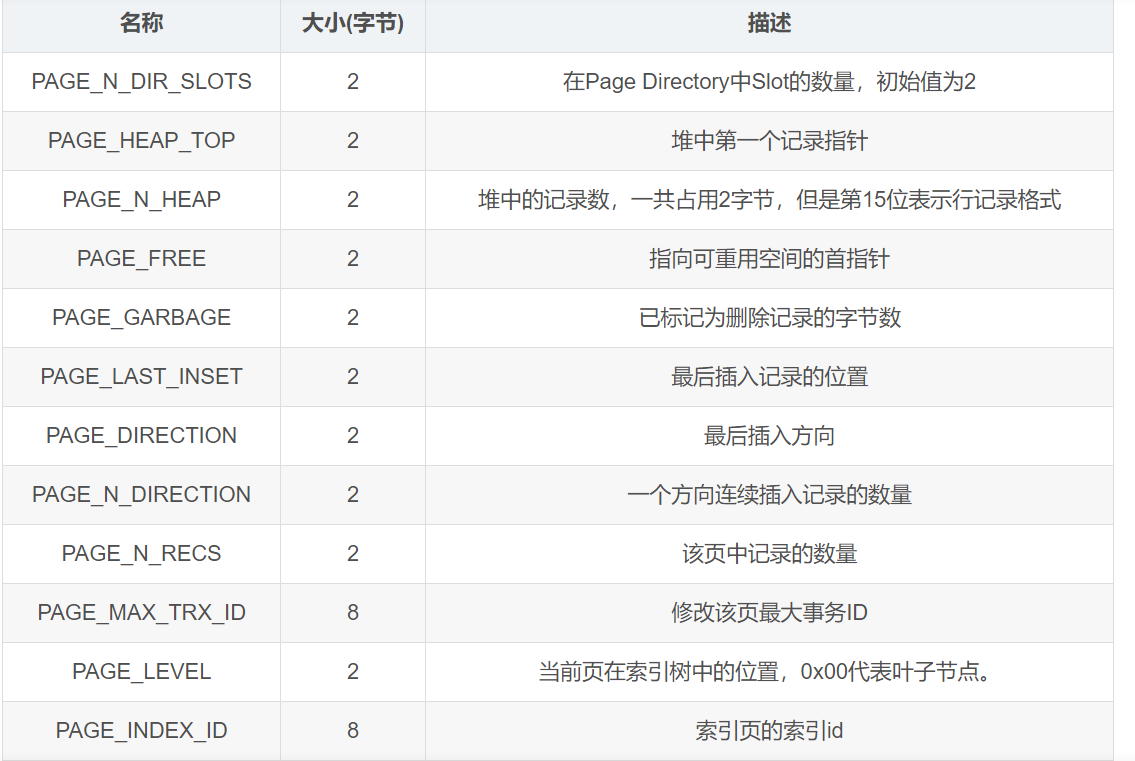 名称 大小(字节) 描述
PAGE_N_DIR_SLOTS 2 在Page Directory中Slot的数量，初始值为2
PAGE_HEAP_TOP 2 堆中第一个记录指针
PAGE_N_HEAP 2 堆中的记录数，一共占用2字节，但是第15位表示行记录格式
PAGE_FREE 2 指向可重用空间的首指针
PAGE_GARBAGE 2 已标记为删除记录的字节数
PAGE_LAST_INSET 2 最后插入记录的位置
PAGE_DIRECTION 2 最后插入方向
PAGE_N_DIRECTION 2 一个方向连续插入记录的数量
PAGE_N_RECS 2 该页中记录的数量
PAGE_MAX_TRX_ID 8 修改该页最大事务ID
PAGE_LEVEL 2 当前页在索引树中的位置，0x00代表叶子节点。
PAGE_INDEX_ID 8 索引页的索引id